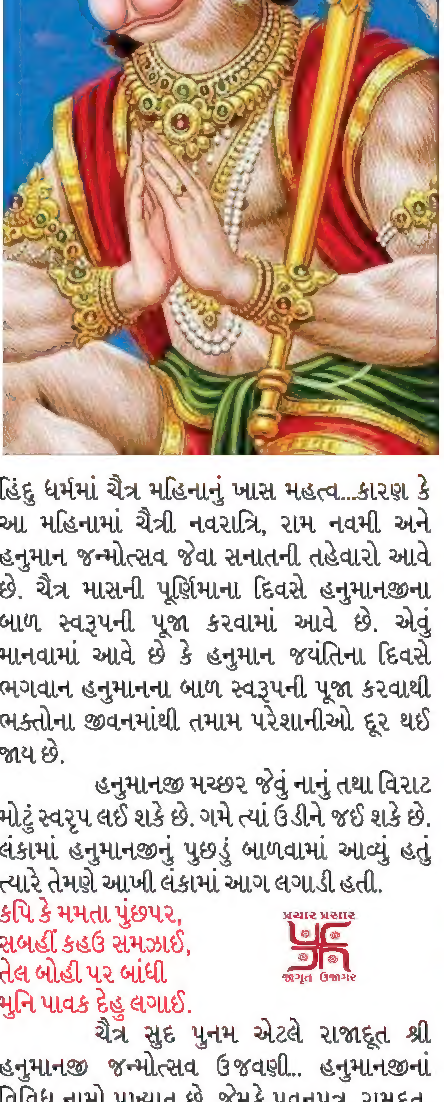 હિંદુ ધર્મમાં ચૈત્ર મહિનાનું ખાસ મહત્વ...કારણ કે
આ મહિનામાં ચૈત્રી નવરાત્રિ, રામ નવમી અને
હનુમાન જન્મોત્સવ જેવા સનાતની તહેવારો આવે
છે. ચૈત્ર માસની પૂર્ણિમાના દિવસે હનુમાનજીના
બાળ સ્વરૂપની પૂજા કરવામાં આવે છે. એવું
માનવામાં આવે છે કે હનુમાન જયંતિના દિવસે
ભગવાન હનુમાનના બાળ સ્વરૂપની પૂજા કરવાથી
ભક્તોના જીવનમાંથી તમામ પરેશાનીઓ દૂર થઈ
જાય છે.
હનુમાનજી મચ્છર જેવું નાનું તથા વિરાટ
મોટું સ્વરૃપ લઈ શકે છે. ગમે ત્યાં ઉડીને જઈ શકે છે.
લંકામાં હનુમાનજીનું પુછડું બાળવામાં આવ્યું હતું
ત્યારે તેમણે આખી લંકામાં આગ લગાડી હતી.
કપિ કે મમતા પુંછપર,
સબહીં કહઉ સમઝાઈ,
તેલ બોહી પર બાંધી
મુનિ પાવક દેહુ લગાઈ.
પ્રચાર પ્રસાર
જાગૃત ઉજાગર
ચૈત્ર સુદ પુનમ એટલે રાજાદૂત શ્રી
હનુમાનજી જન્મોત્સવ ઉજવણી... હનુમાનજીનાં
વિવિધ નામો પ્રખ્યાત છે. જેમકે પવનપુત્ર, રામદૂત,